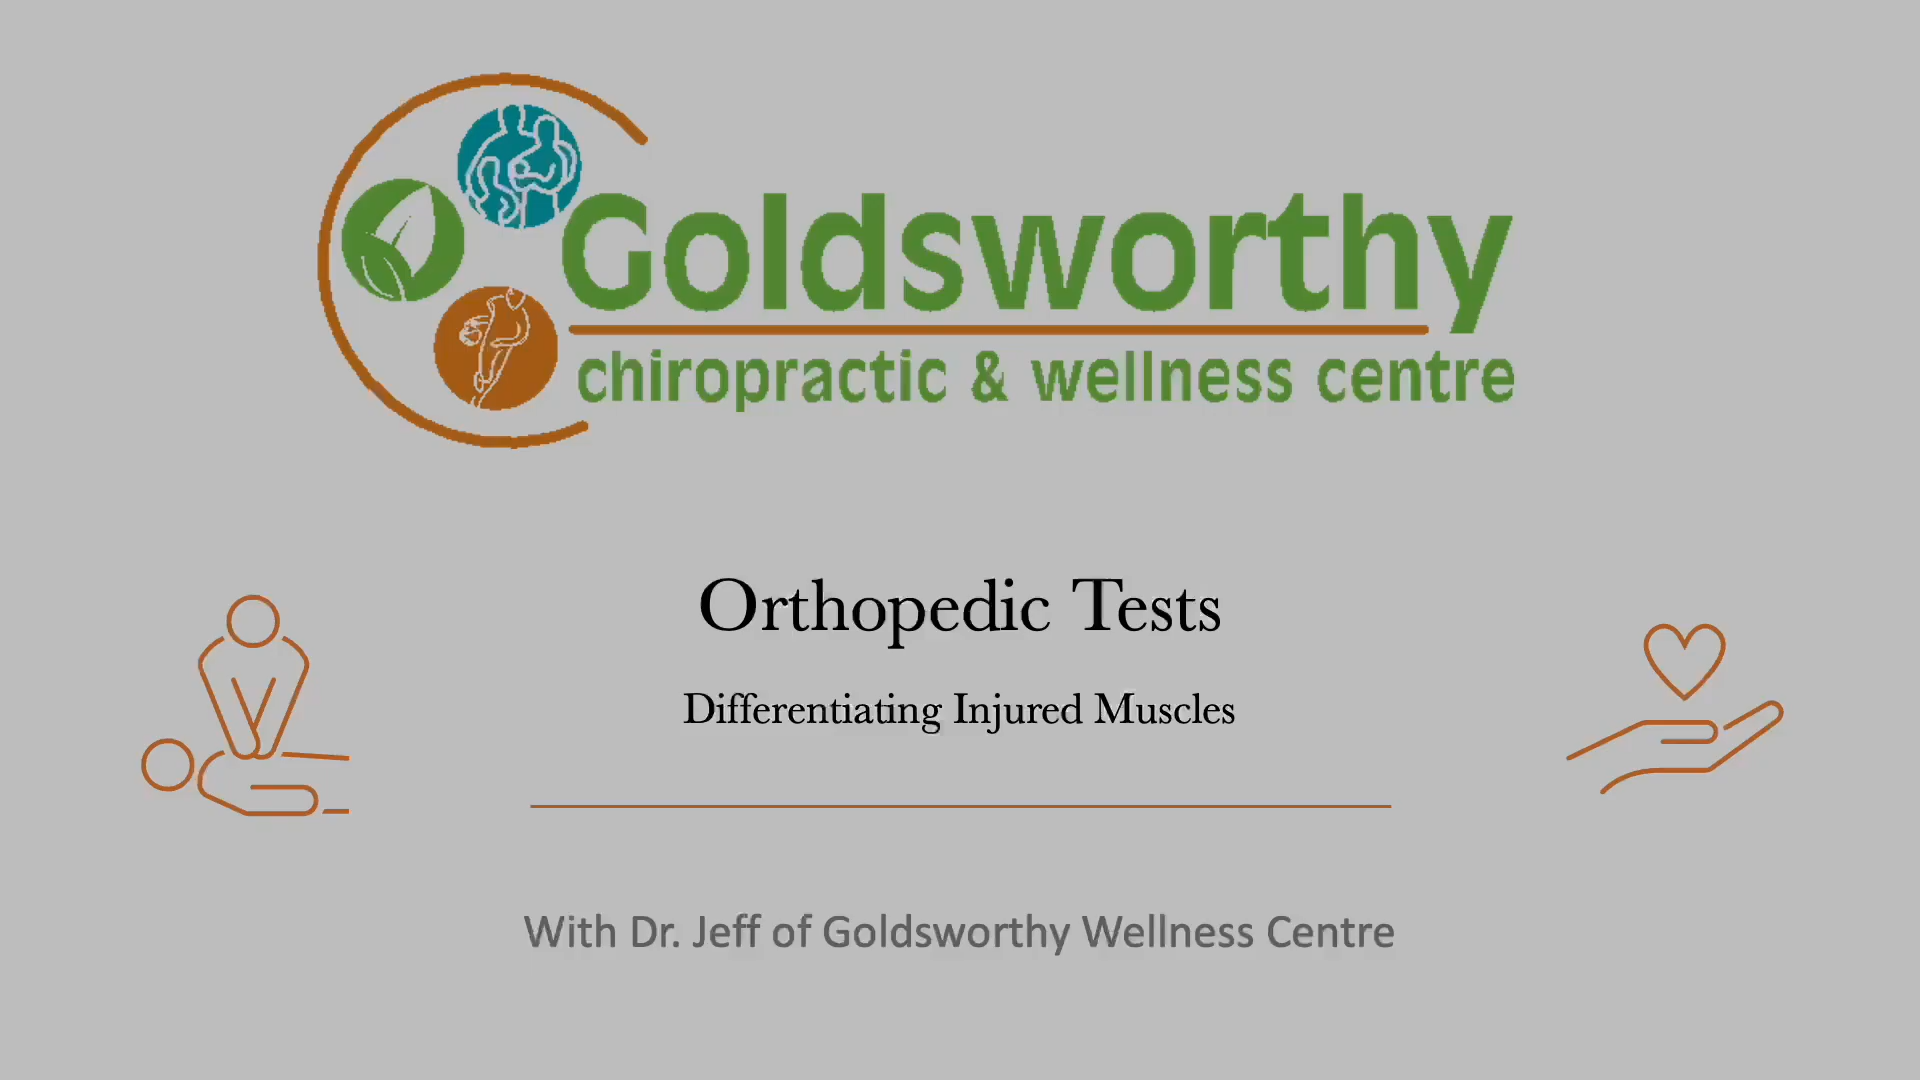 Goldsworthy
chiropractic & wellness centre
Orthopedic Tests
Differentiating Injured Muscles
With Dr. Jeff of Goldsworthy Wellness Centre